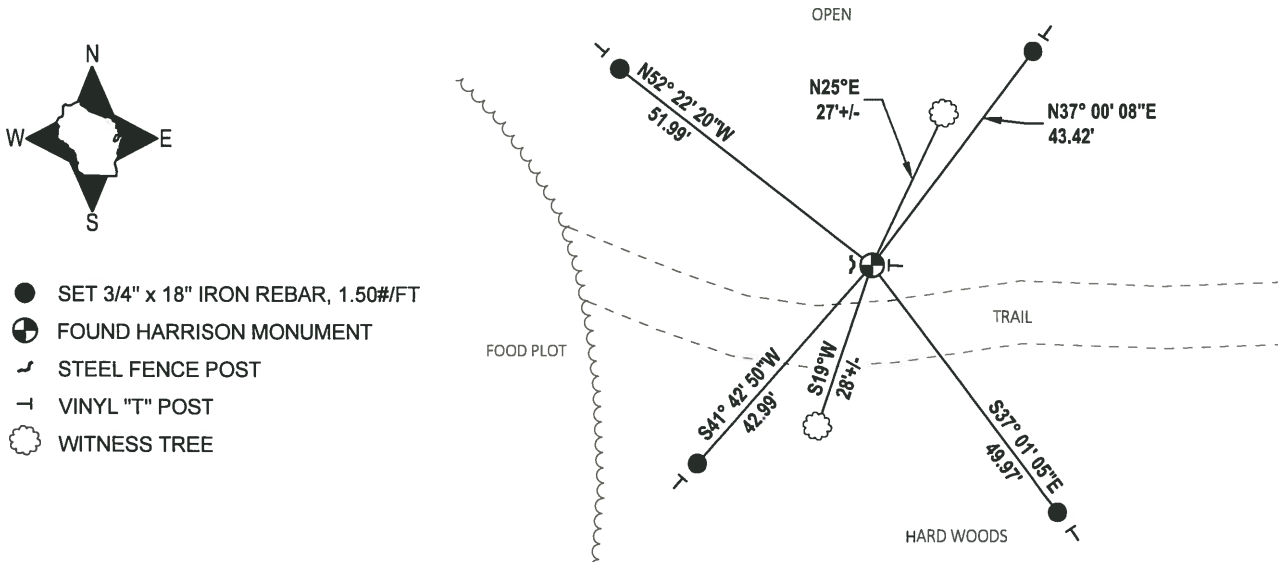 OPEN
N
W
E
S
N52° 22' 20"W
51.99'
N25°E
27'+/-
N37° 00' 08"E
43.42'
SET 3/4" x 18" IRON REBAR, 1.50#/FT
FOUND HARRISON MONUMENT
STEEL FENCE POST
VINYL "T" POST
WITNESS TREE
FOOD PLOT
TRAIL
S41° 42' 50"W
42.99'
S19°W
28'+/-
S37° 01' 05"E
49.97'
HARD WOODS